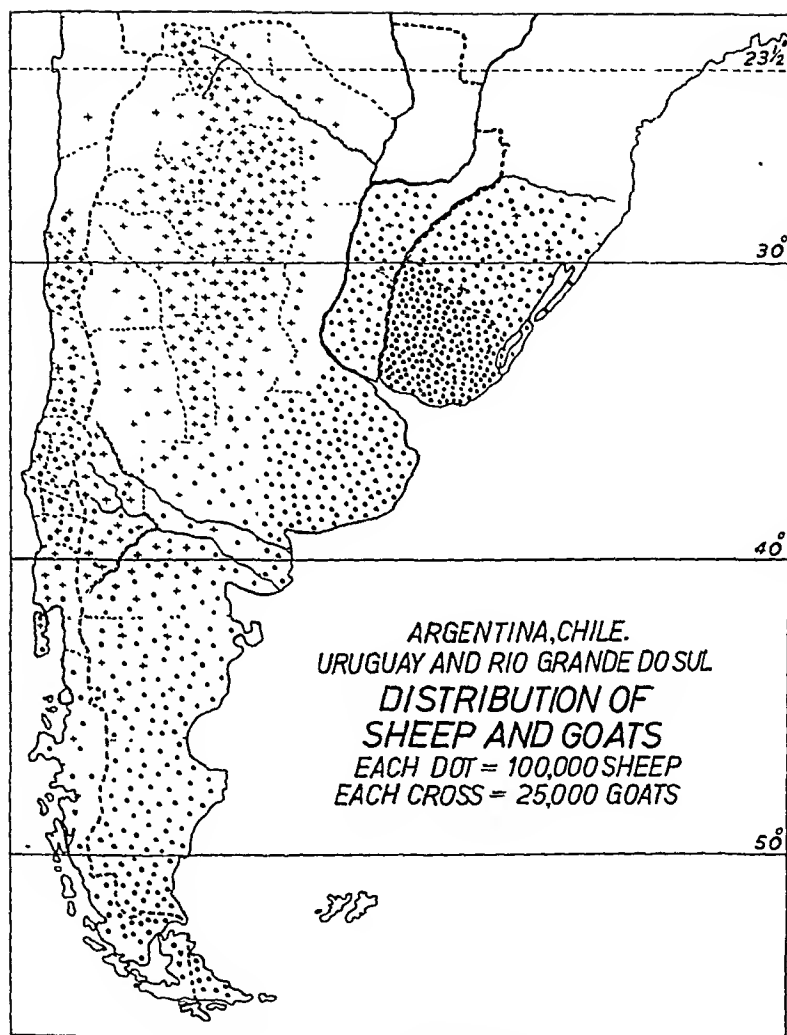 23½°
30°
40°
ARGENTINA, CHILE.
URUGUAY AND RIO GRANDE DO SUL
DISTRIBUTION OF
SHEEP AND GOATS
EACH DOT = 100,000 SHEEP
EACH CROSS = 25,000 GOATS
50°